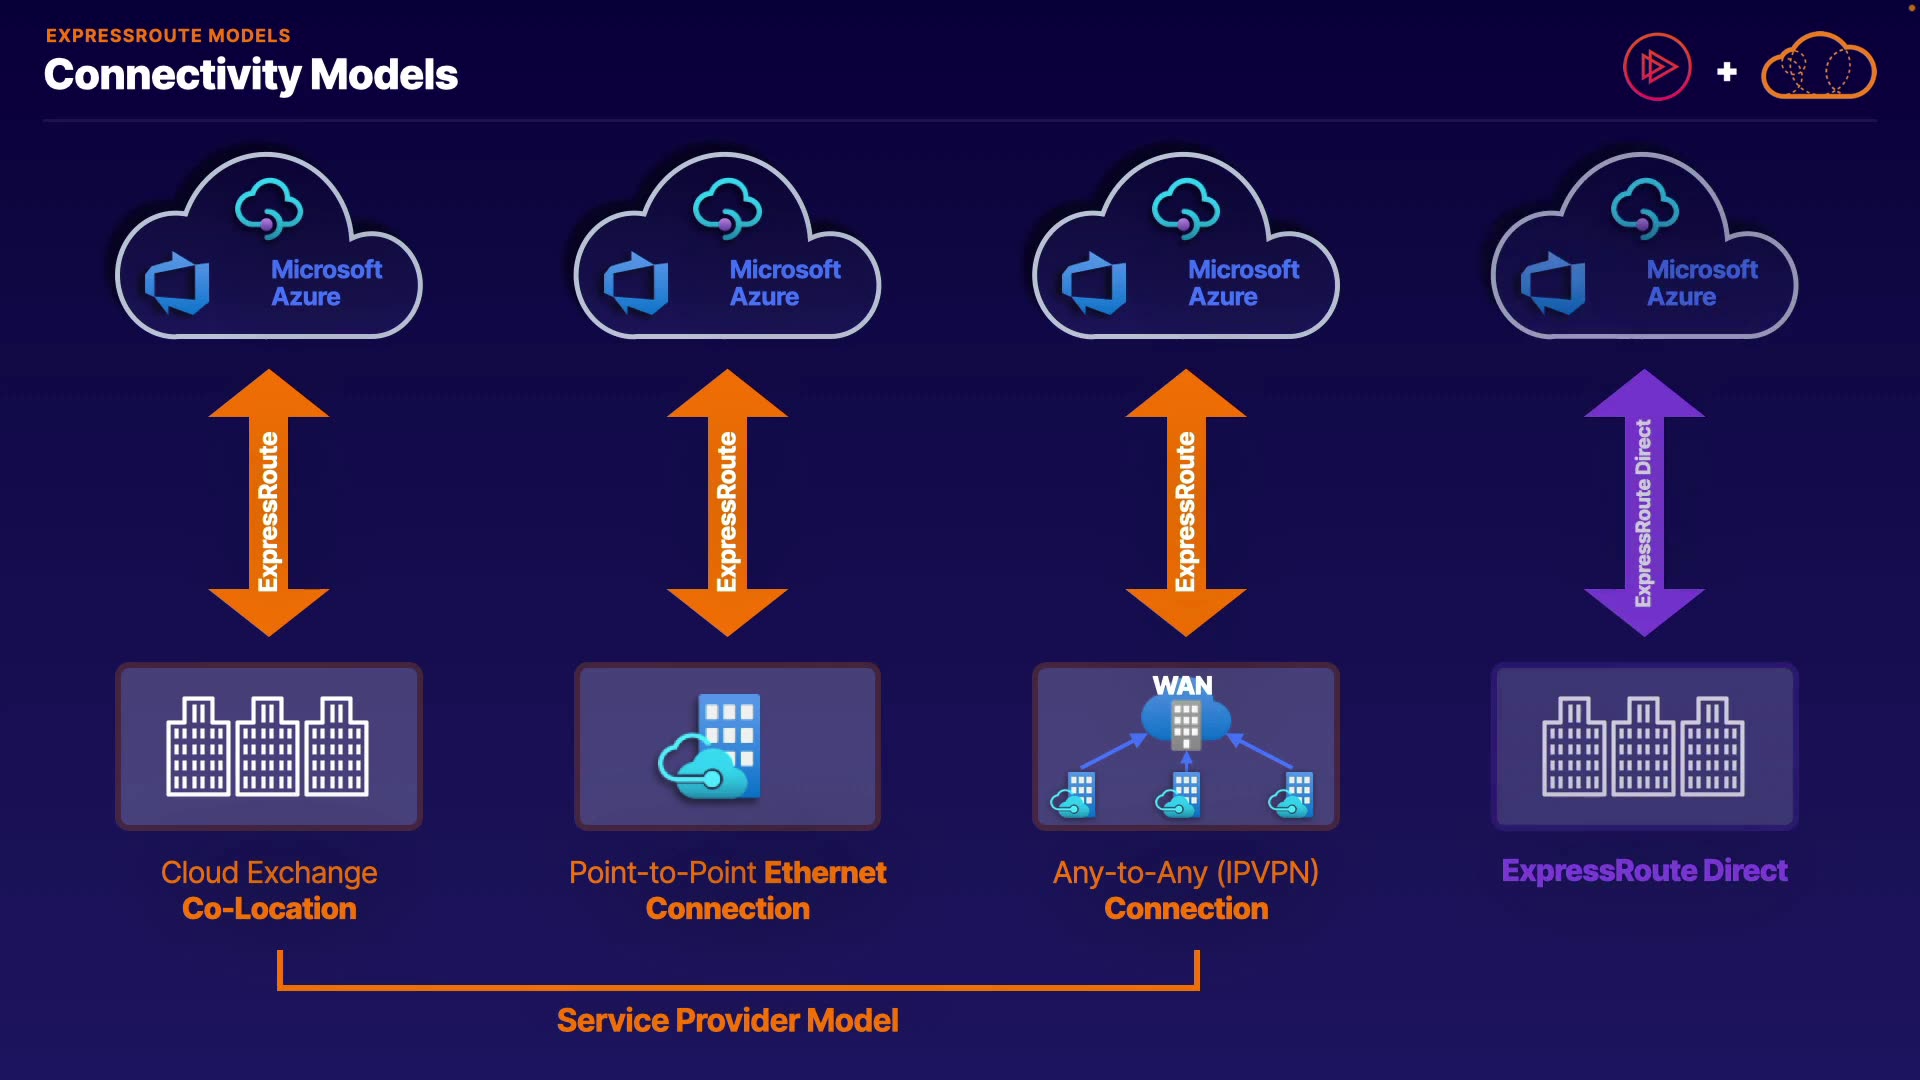 EXPRESSROUTE MODELS
Connectivity Models
Microsoft
Azure
Microsoft
Azure
Microsoft
Azure
Microsoft
Azure
ExpressRoute
ExpressRoute
ExpressRoute
ExpressRoute Direct
WAN
Cloud Exchange
Co-Location
Point-to-Point Ethernet
Connection
Any-to-Any (IPVPN)
Connection
ExpressRoute Direct
Service Provider Model